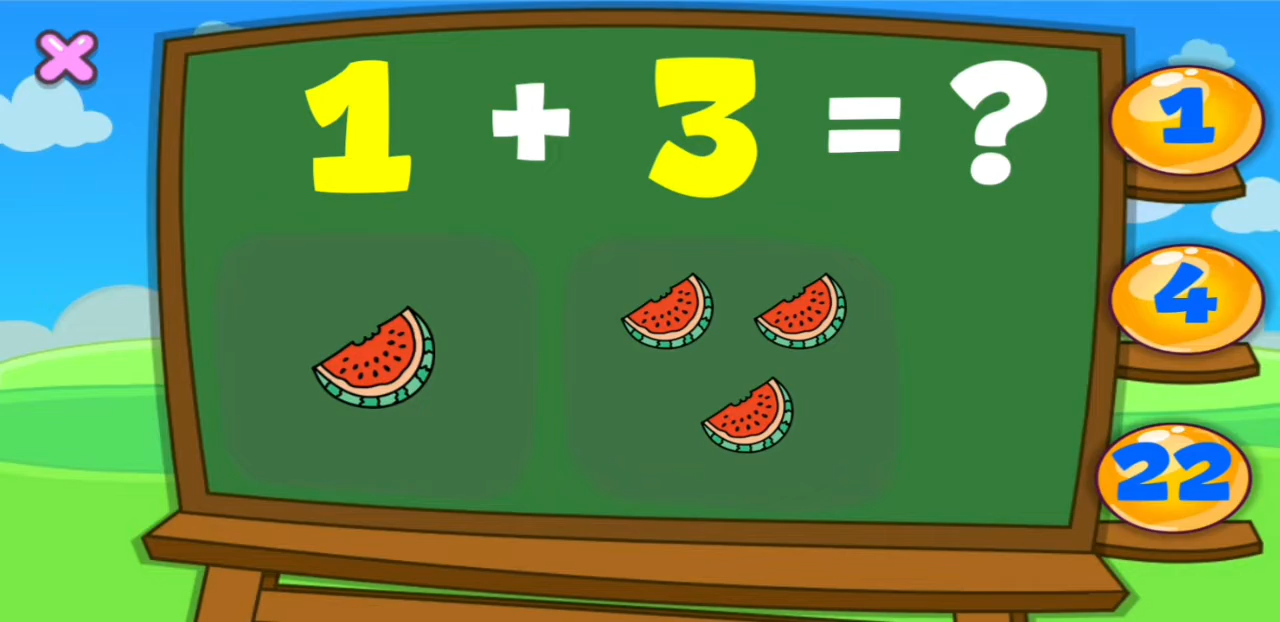 1 + 3 = ?
1
4
22